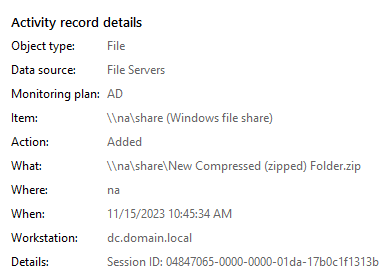 Activity record details
Object type: File
Data source: File Servers
Monitoring plan: AD
Item: \\na\share (Windows file share)
Action: Added
What: \\na\share\New Compressed (zipped) Folder.zip
Where: na
When: 11/15/2023 10:45:34 AM
Workstation: dc.domain.local
Details: Session ID: 04847065-0000-0000-01da-17b0c1f1313b